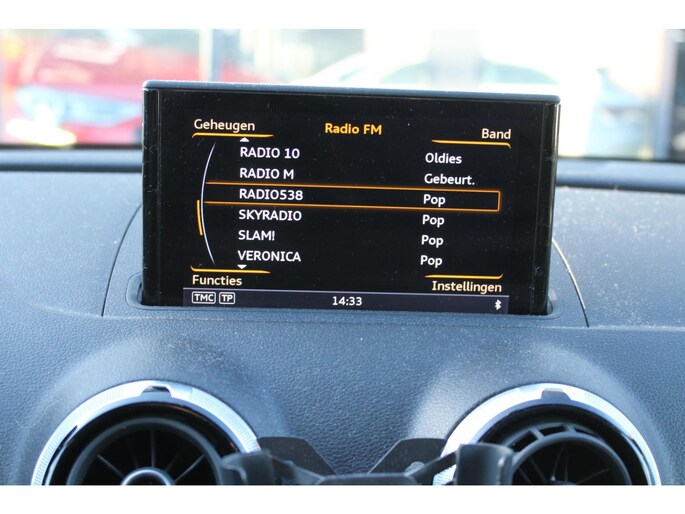 Geheugen Radio FM Band
RADIO 10 Oldies
RADIO M Gebeurt.
RADIO538 Pop
SKYRADIO Pop
SLAM! Pop
VERONICA Pop
Functies Instellingen
TMC TP 14:33